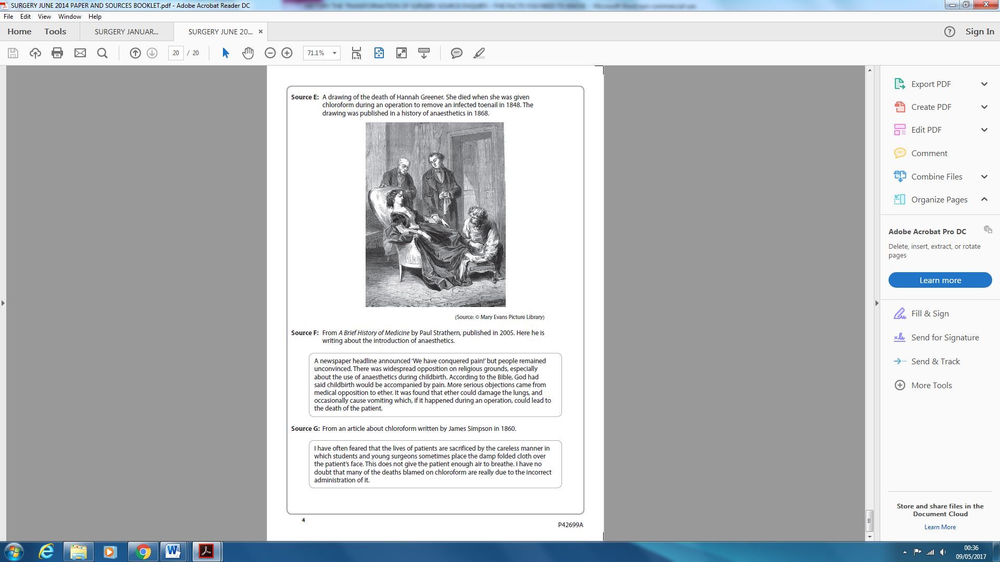 SURGERY JUNE 2014 PAPER AND SOURCES BOOKLET.pdf - Adobe Acrobat Reader DC
File Edit View Window Help
Home Tools SURGERY JANUAR... SURGERY JUNE 20... Sign In
20 / 20 71.1%
Source E: A drawing of the death of Hannah Greener. She died when she was given
chloroform during an operation to remove an infected toenail in 1848. The
drawing was published in a history of anaesthetics in 1868.
(Source: © Mary Evans Picture Library)
Source F: From A Brief History of Medicine by Paul Strathern, published in 2005. Here he is
writing about the introduction of anaesthetics.
A newspaper headline announced ‘We have conquered pain!’ but people remained
unconvinced. There was widespread opposition on religious grounds, especially
about the use of anaesthetics during childbirth. According to the Bible, God had
said childbirth would be accompanied by pain. More serious objections came from
medical opposition to ether. It was found that ether could damage the lungs, and
occasionally cause vomiting which, if it happened during an operation, could lead to
the death of the patient.
Source G: From an article about chloroform written by James Simpson in 1860.
I have often feared that the lives of patients are sacrificed by the careless manner in
which students and young surgeons sometimes place the damp folded cloth over
the patient’s face. This does not give the patient enough air to breathe. I have no
doubt that many of the deaths blamed on chloroform are really due to the incorrect
administration of it.
4
P42699A
Export PDF
Create PDF
Edit PDF
Comment
Combine Files
Organize Pages
Adobe Acrobat Pro DC
Delete, insert, extract, or rotate
pages
Learn more
Fill & Sign
Send for Signature
Send & Track
More Tools
Store and share files in the
Document Cloud
Learn More
00:36
09/05/2017